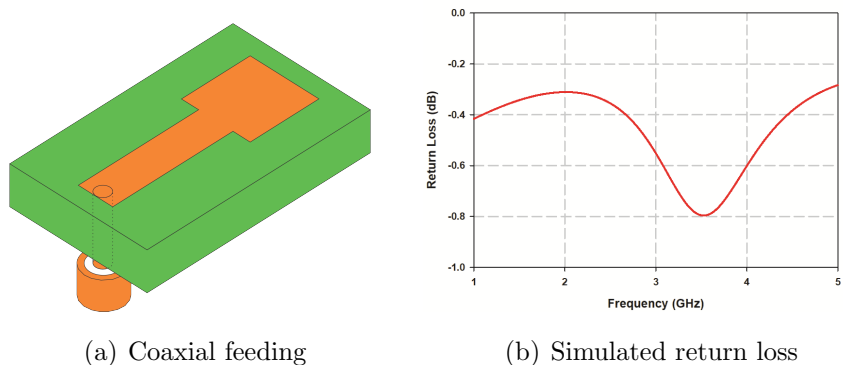 0.0
-0.2
-0.4
-0.6
-0.8
-1.0
Return Loss (dB)
1 2 3 4 5
Frequency (GHz)
(a) Coaxial feeding
(b) Simulated return loss